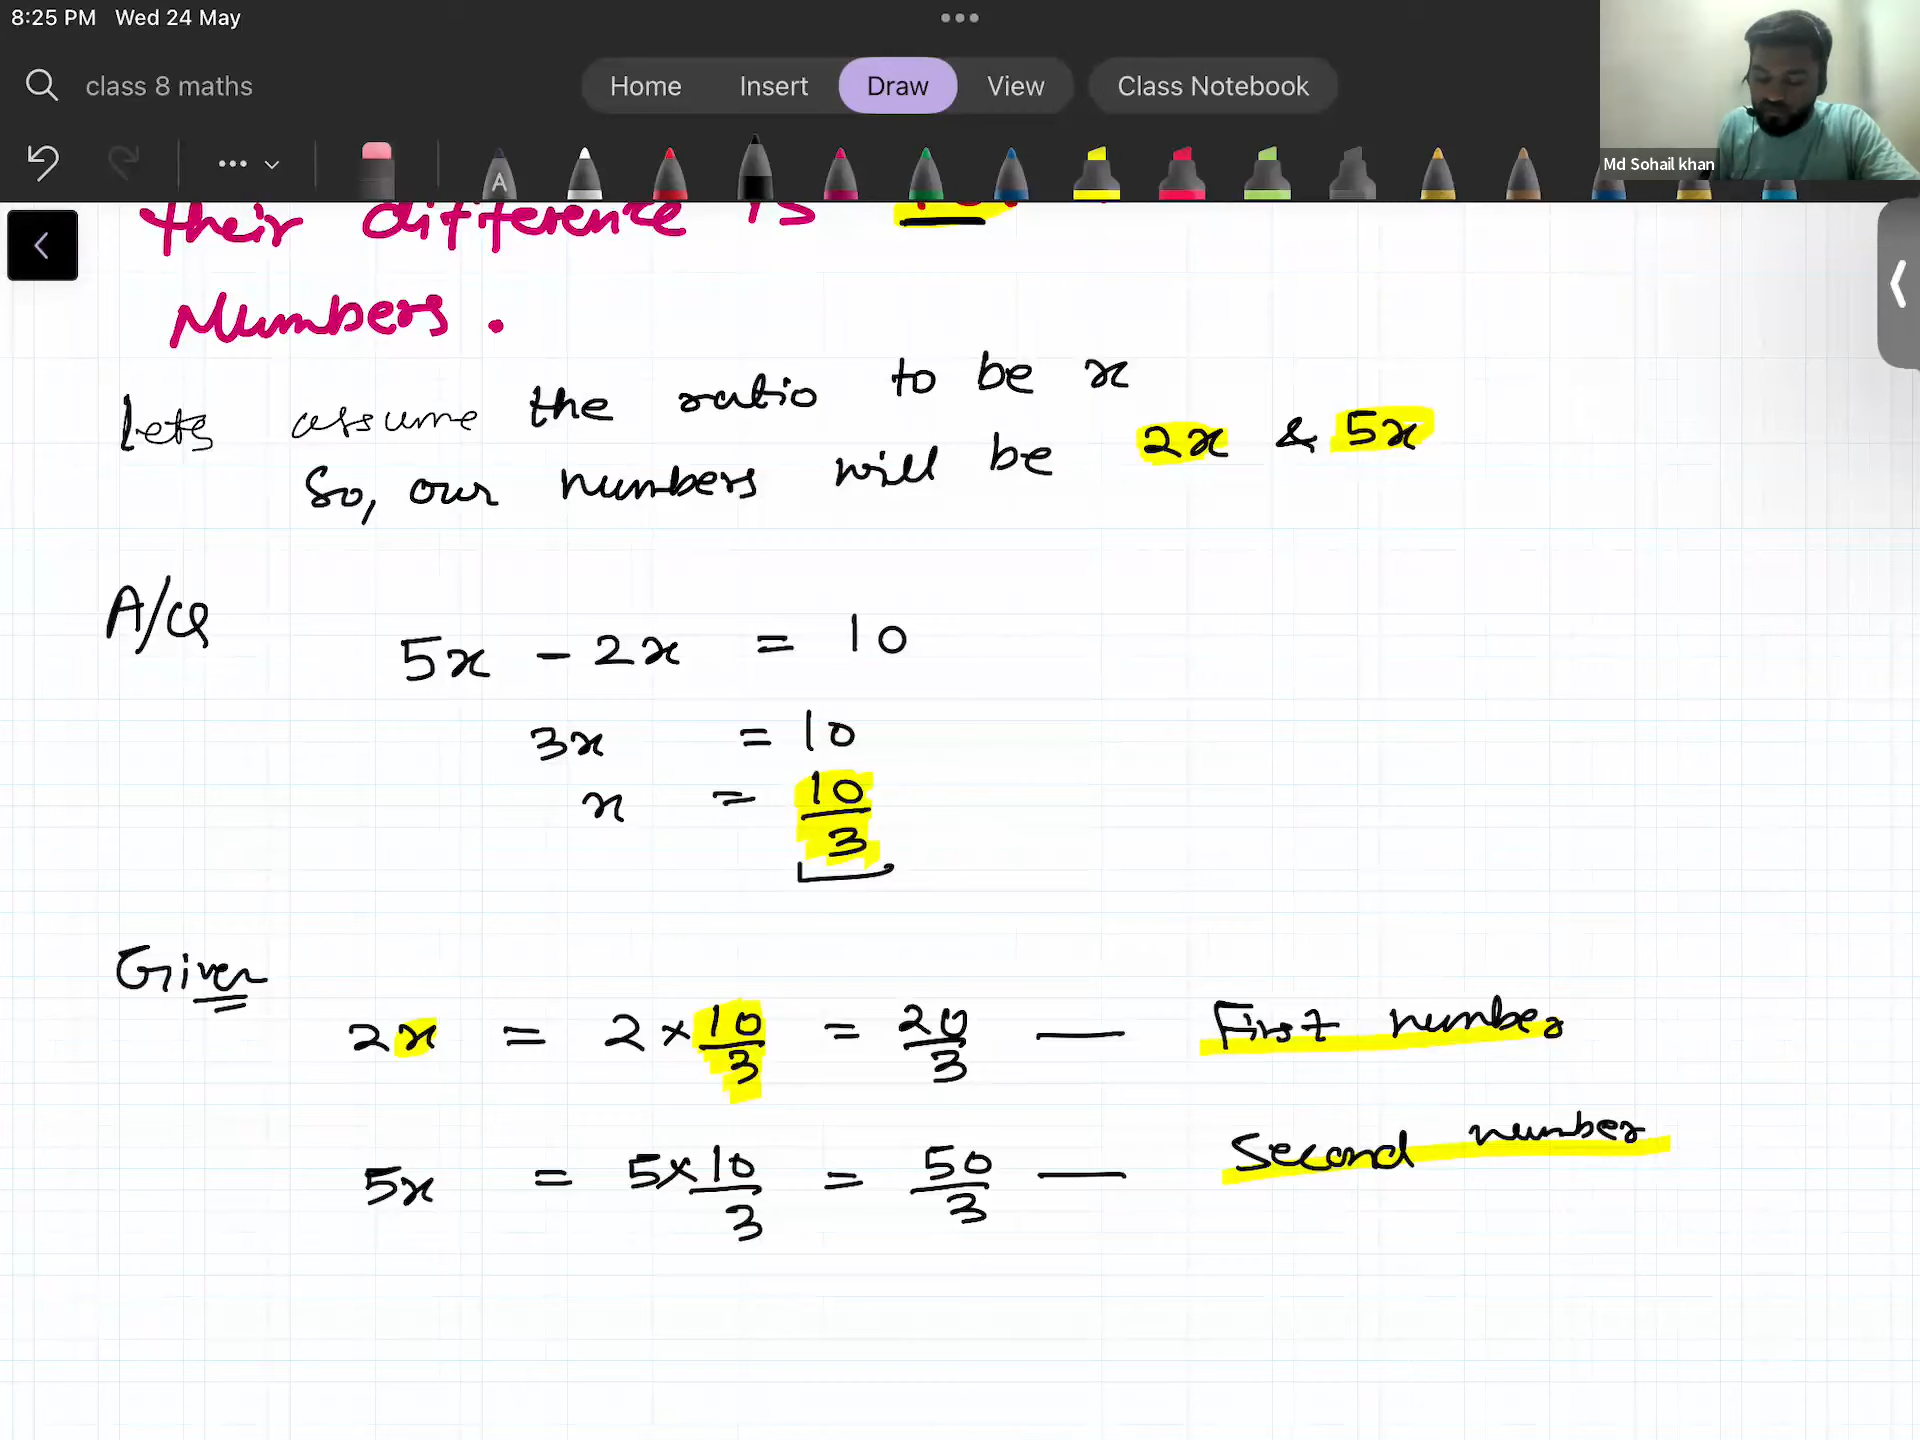 8:25 PM Wed 24 May
class 8 maths
Home Insert Draw View Class Notebook
A
Md Sohail khan
their difference is 10.
Numbers.
Lets assume the ratio to be x
So, our numbers will be 2x & 5x
A/Q
5x - 2x = 10
3x = 10
x = 10/3
Given
2x = 2 × 10/3 = 20/3 — First number
5x = 5 × 10/3 = 50/3 — Second number